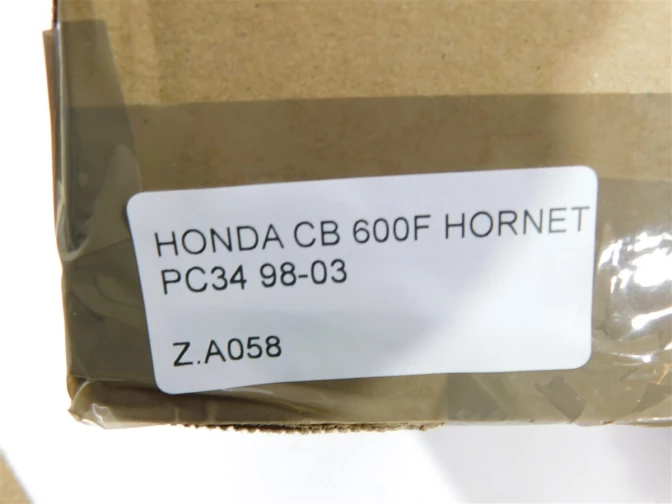 HONDA CB 600F HORNET
PC34 98-03
Z.A058